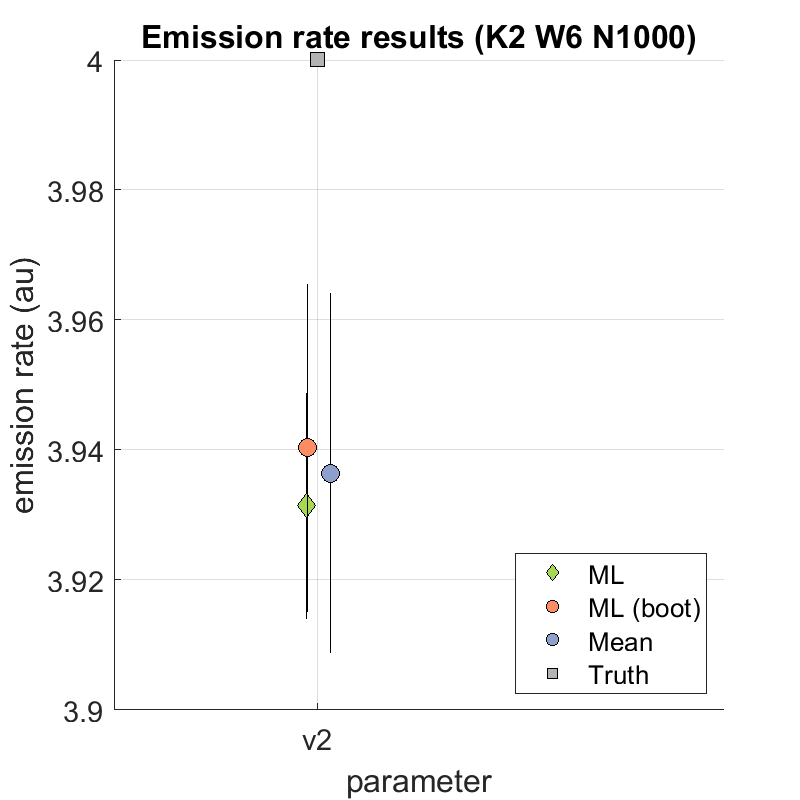 Emission rate results (K2 W6 N1000)
4
3.98
3.96
3.94
3.92
3.9
emission rate (au)
v2
parameter
ML
ML (boot)
Mean
Truth